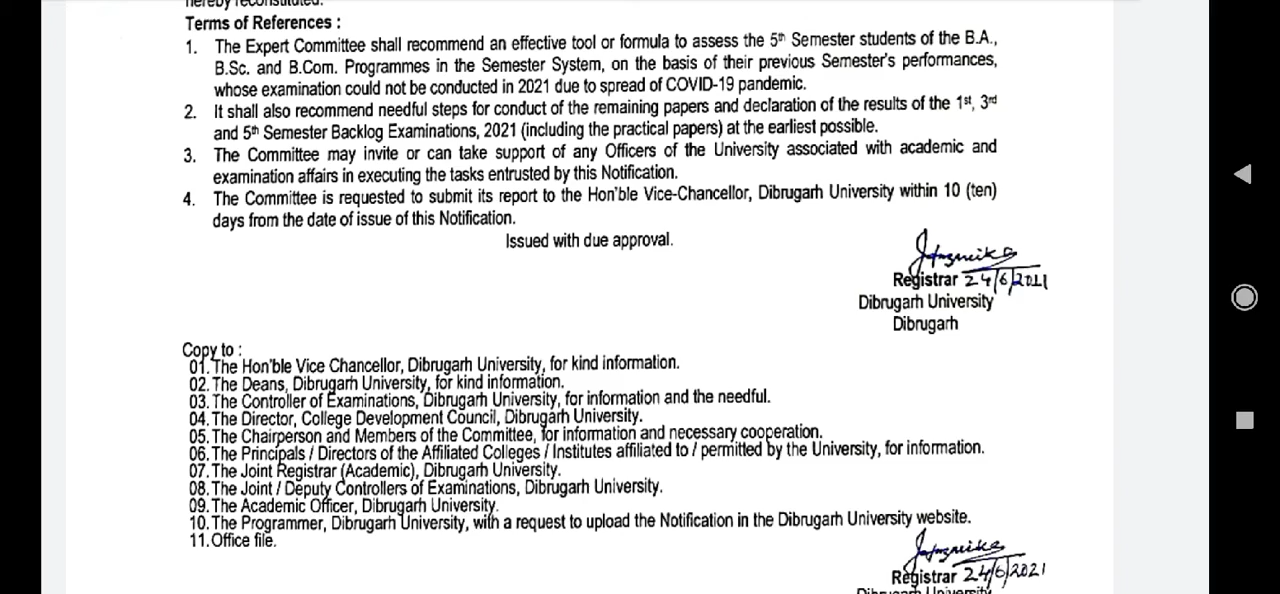 hereby reconstituted.
Terms of References :
1. The Expert Committee shall recommend an effective tool or formula to assess the 5th Semester students of the B.A.,
B.Sc. and B.Com. Programmes in the Semester System, on the basis of their previous Semester's performances,
whose examination could not be conducted in 2021 due to spread of COVID-19 pandemic.
2. It shall also recommend needful steps for conduct of the remaining papers and declaration of the results of the 1st, 3rd
and 5th Semester Backlog Examinations, 2021 (including the practical papers) at the earliest possible.
3. The Committee may invite or can take support of any Officers of the University associated with academic and
examination affairs in executing the tasks entrusted by this Notification.
4. The Committee is requested to submit its report to the Hon'ble Vice-Chancellor, Dibrugarh University within 10 (ten)
days from the date of issue of this Notification.
Issued with due approval.
Registrar 24/6/2021
Dibrugarh University
Dibrugarh
Copy to :
01. The Hon'ble Vice Chancellor, Dibrugarh University, for kind information.
02. The Deans, Dibrugarh University, for kind information.
03. The Controller of Examinations, Dibrugarh University, for information and the needful.
04. The Director, College Development Council, Dibrugarh University.
05. The Chairperson and Members of the Committee, for information and necessary cooperation.
06. The Principals / Directors of the Affiliated Colleges / Institutes affiliated to / permitted by the University, for information.
07. The Joint Registrar (Academic), Dibrugarh University.
08. The Joint / Deputy Controllers of Examinations, Dibrugarh University.
09. The Academic Officer, Dibrugarh University.
10. The Programmer, Dibrugarh University, with a request to upload the Notification in the Dibrugarh University website.
11. Office file.
Registrar 24/6/2021
Dibrugarh University